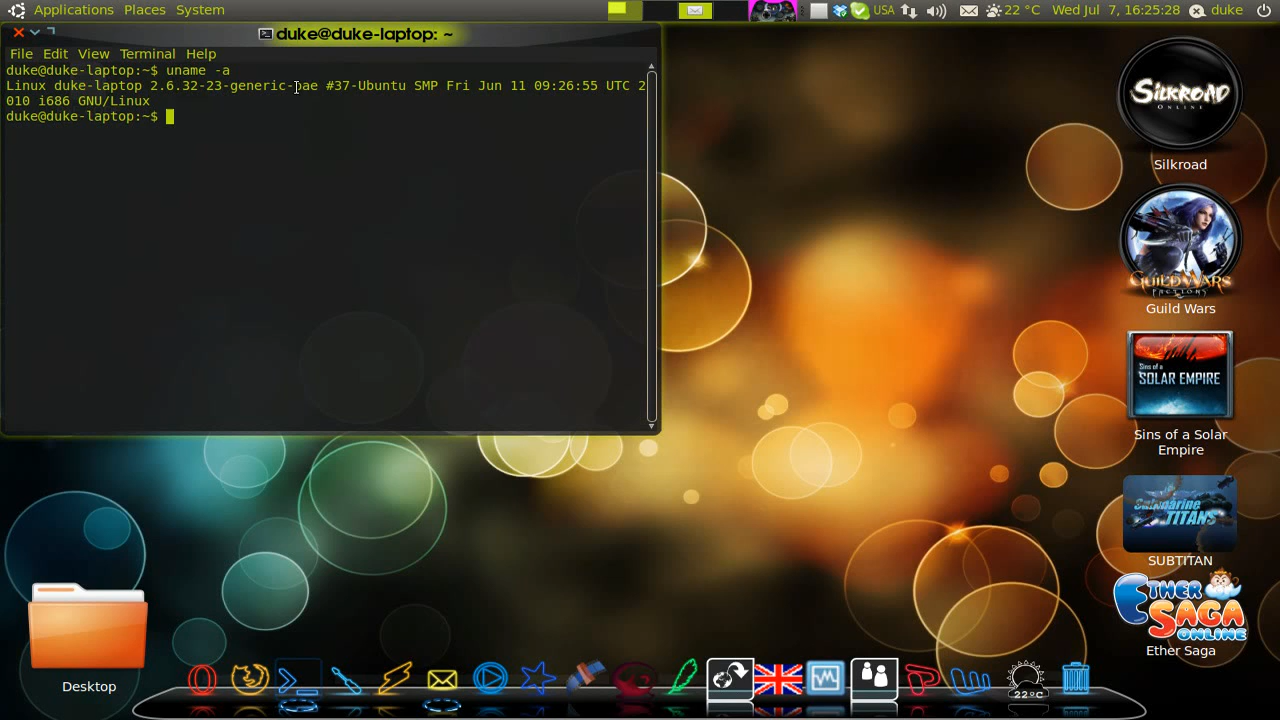 Applications Places System
USA
22 °C
Wed Jul 7, 16:25:28
duke
duke@duke-laptop: ~
File Edit View Terminal Help
duke@duke-laptop:~$ uname -a
Linux duke-laptop 2.6.32-23-generic-pae #37-Ubuntu SMP Fri Jun 11 09:26:55 UTC 2
010 i686 GNU/Linux
duke@duke-laptop:~$
SILKROAD
ONLINE
Silkroad
GUILD WARS
FACTIONS
Guild Wars
Sins of a
SOLAR EMPIRE
Sins of a Solar
Empire
Submarine
TITANS
SUBTITAN
ETHER
SAGA
ONLINE
Ether Saga
Desktop
22°C